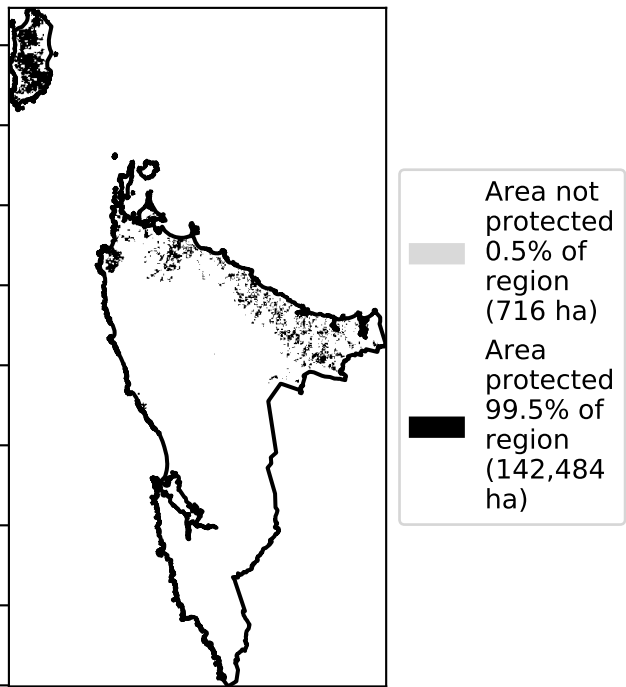 Area not
protected
0.5% of
region
(716 ha)
Area
protected
99.5% of
region
(142,484
ha)